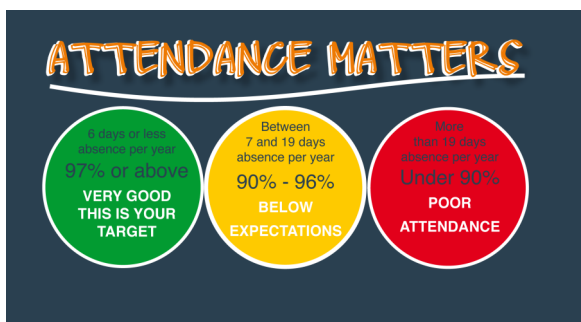 ATTENDANCE MATTERS
6 days or less
absence per year
97% or above
VERY GOOD
THIS IS YOUR
TARGET
Between
7 and 19 days
absence per year
90% - 96%
BELOW
EXPECTATIONS
More
than 19 days
absence per year
Under 90%
POOR
ATTENDANCE